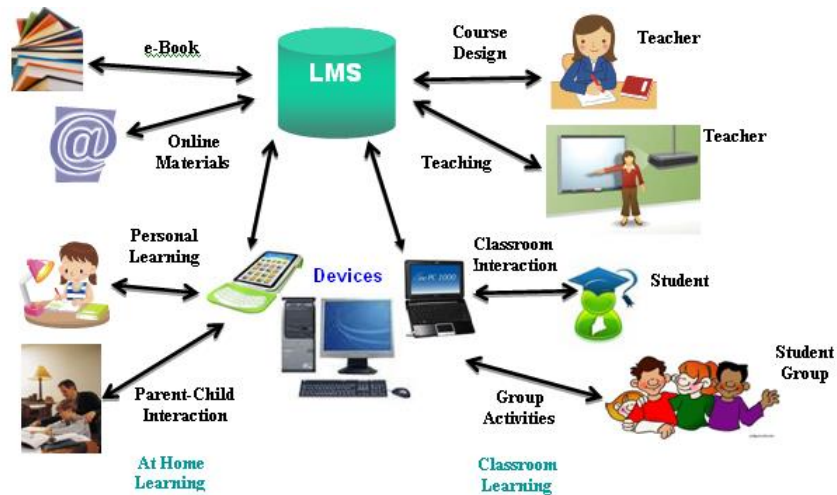 e-Book
LMS
Course
Design
Teacher
Online
Materials
Teaching
Teacher
Personal
Learning
Devices
Classroom
Interaction
Student
Parent-Child
Interaction
Group
Activities
Student
Group
At Home
Learning
Classroom
Learning